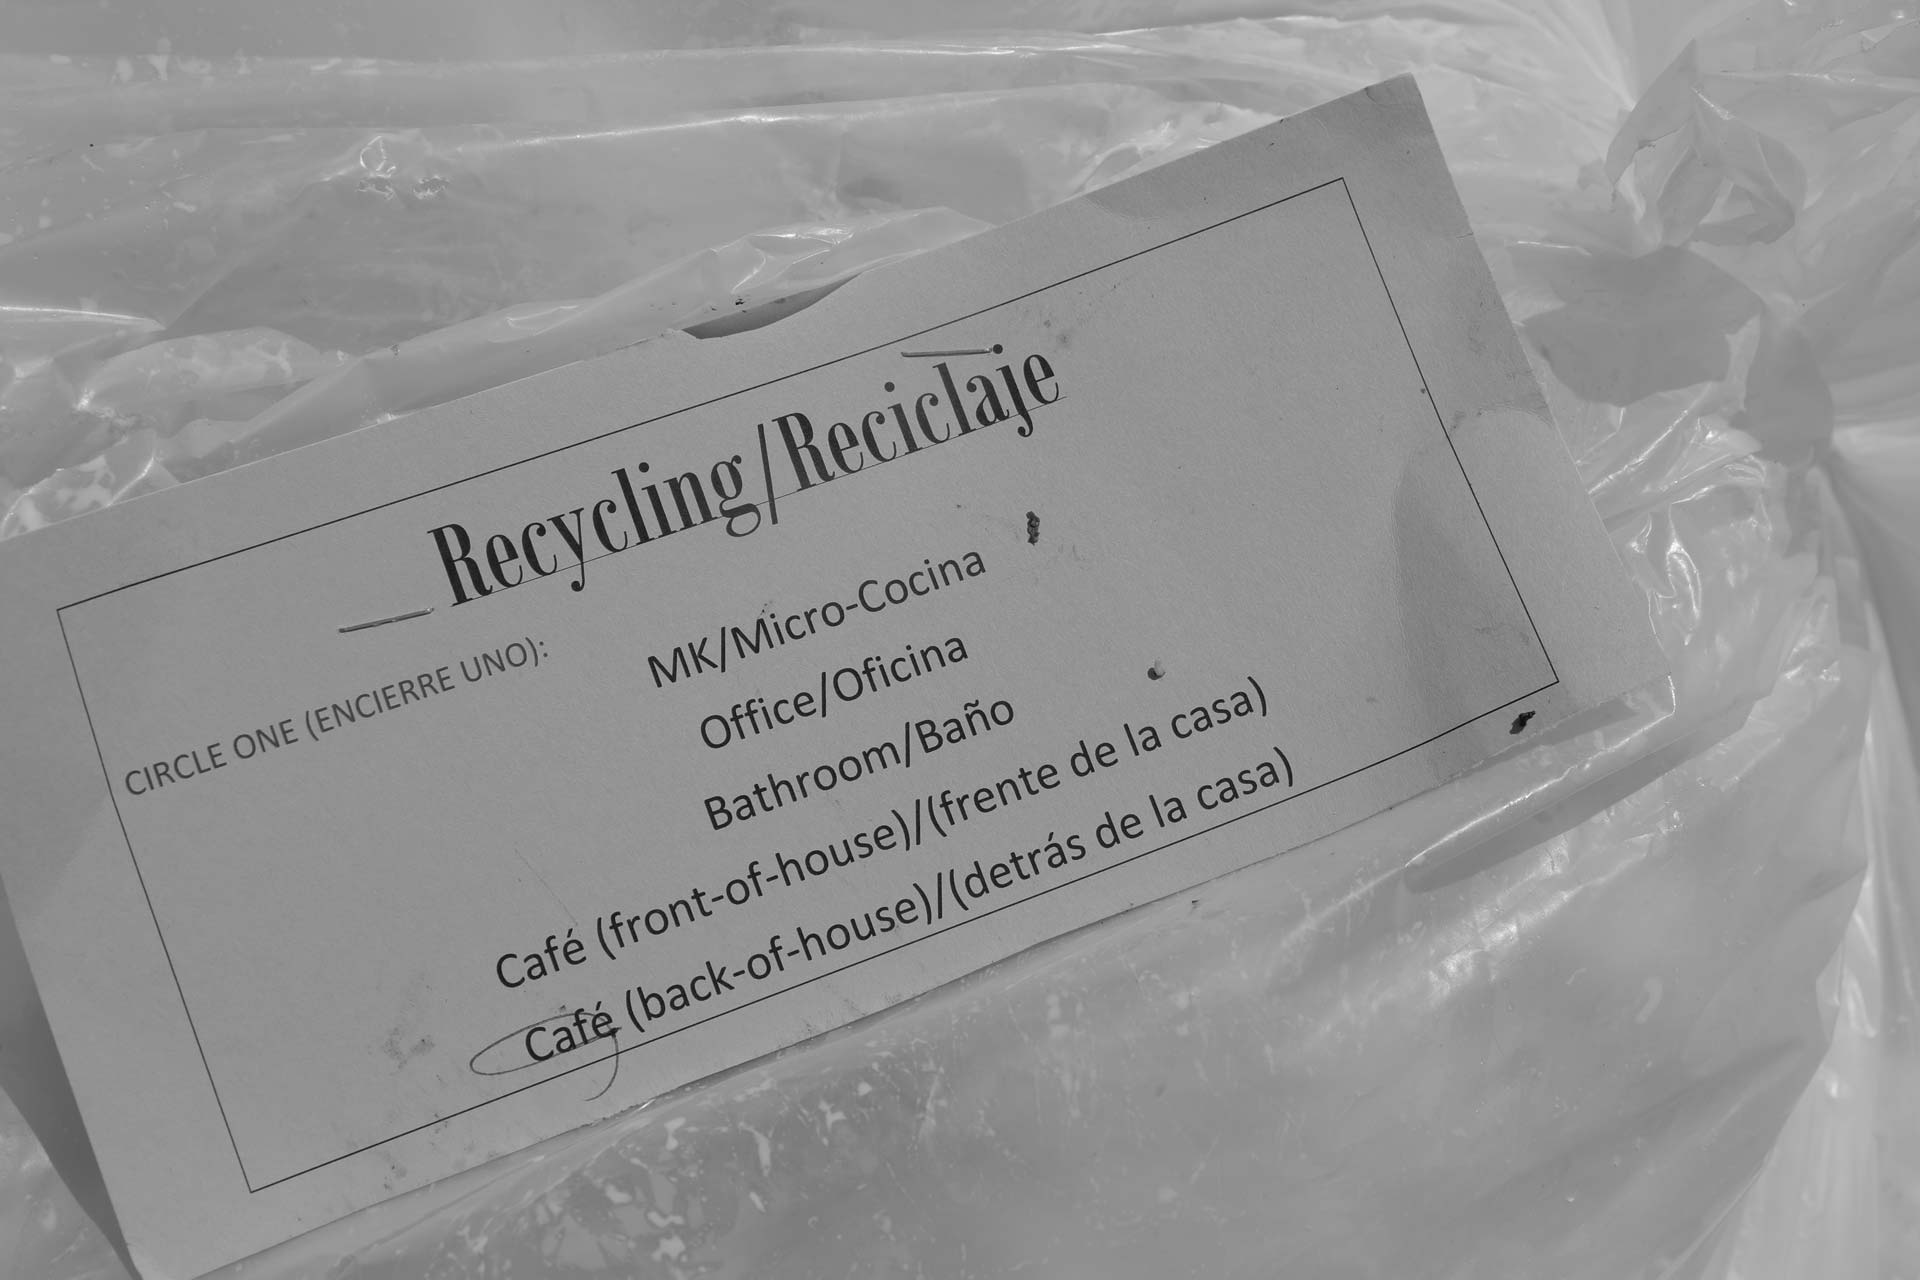 Recycling/Reciclaje
CIRCLE ONE (ENCIERRE UNO):
MK/Micro-Cocina
Office/Oficina
Bathroom/Baño
Café (front-of-house)/(frente de la casa)
Café (back-of-house)/(detrás de la casa)